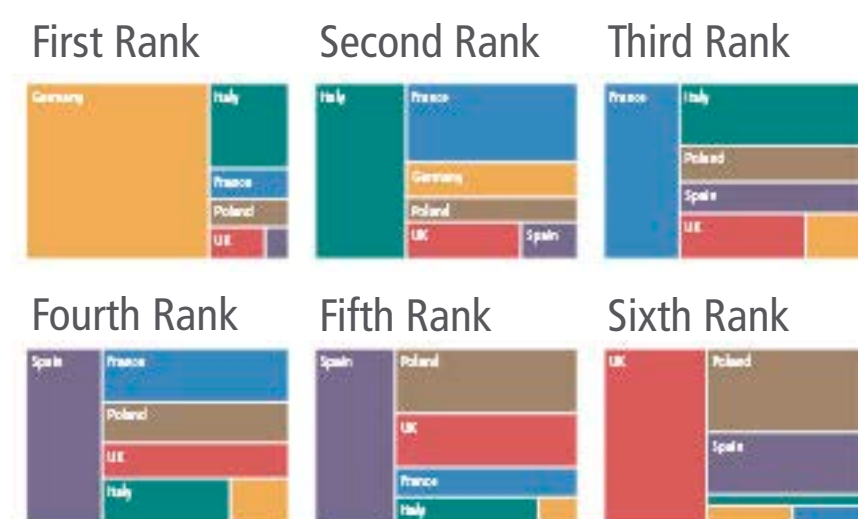 First Rank
Second Rank
Third Rank
Germany
Italy
France
Poland
UK
Italy
France
Germany
Poland
UK
Spain
France
Italy
Poland
Spain
UK
Fourth Rank
Fifth Rank
Sixth Rank
Spain
France
Poland
UK
Italy
Spain
Poland
UK
France
Italy
UK
Poland
Spain